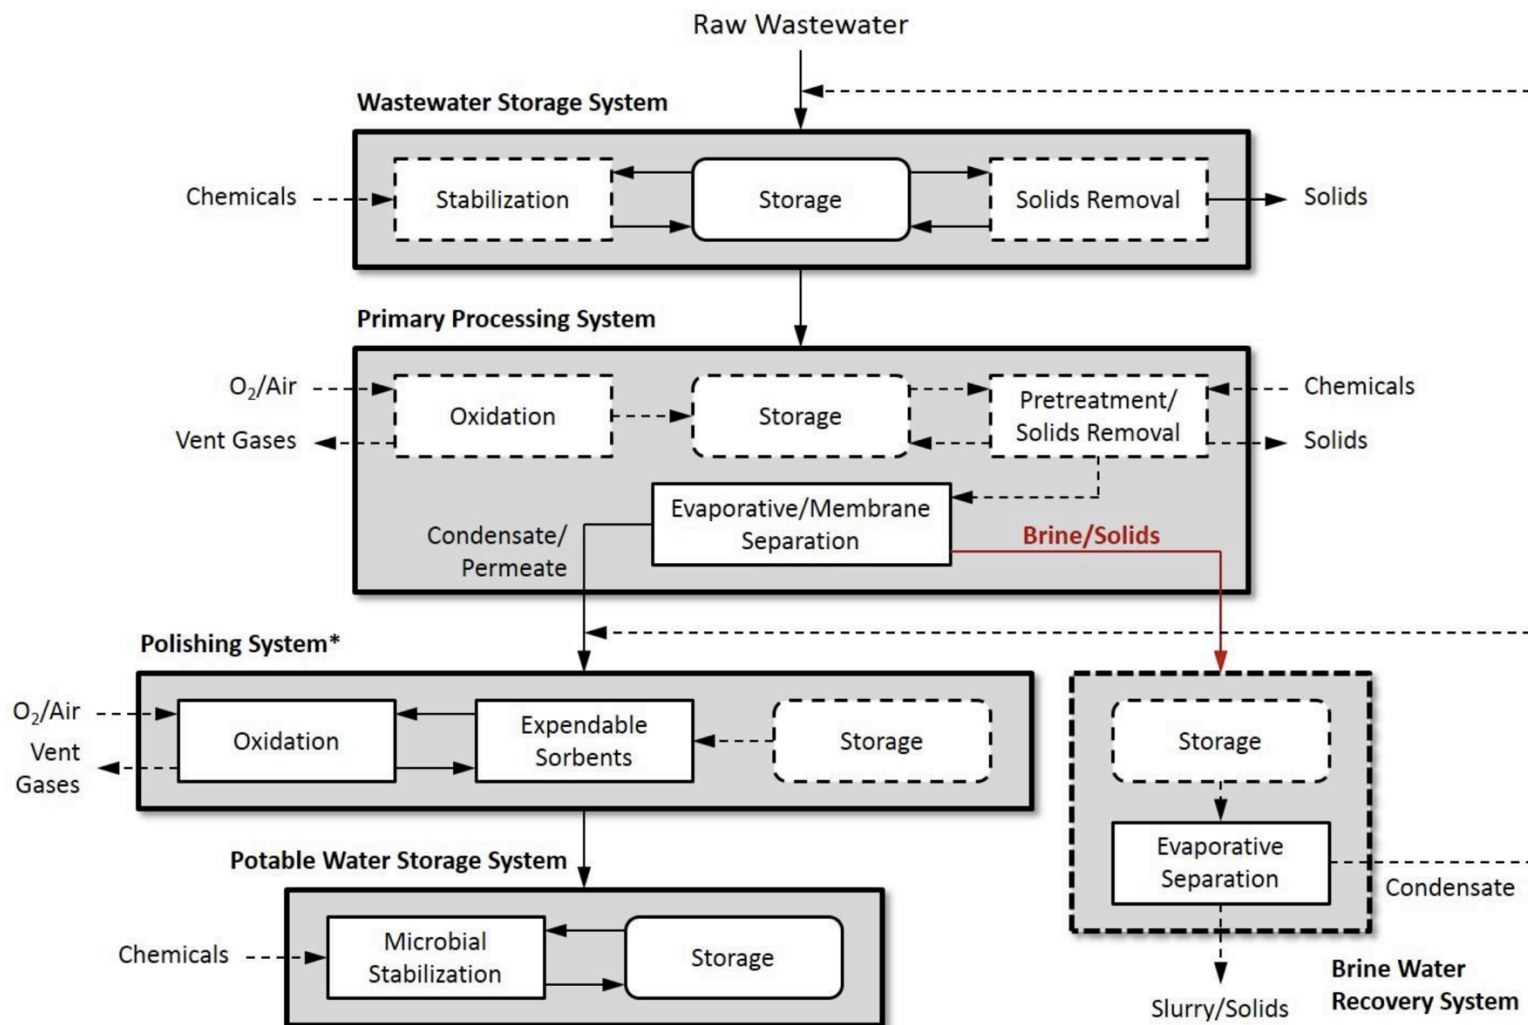 Raw Wastewater
Wastewater Storage System
Chemicals
Stabilization
Storage
Solids Removal
Solids
Primary Processing System
O₂/Air
Vent Gases
Oxidation
Storage
Pretreatment/
Solids Removal
Chemicals
Solids
Evaporative/Membrane
Separation
Condensate/
Permeate
Brine/Solids
Polishing System*
O₂/Air
Vent
Gases
Oxidation
Expendable
Sorbents
Storage
Storage
Evaporative
Separation
Condensate
Slurry/Solids
Brine Water
Recovery System
Potable Water Storage System
Chemicals
Microbial
Stabilization
Storage